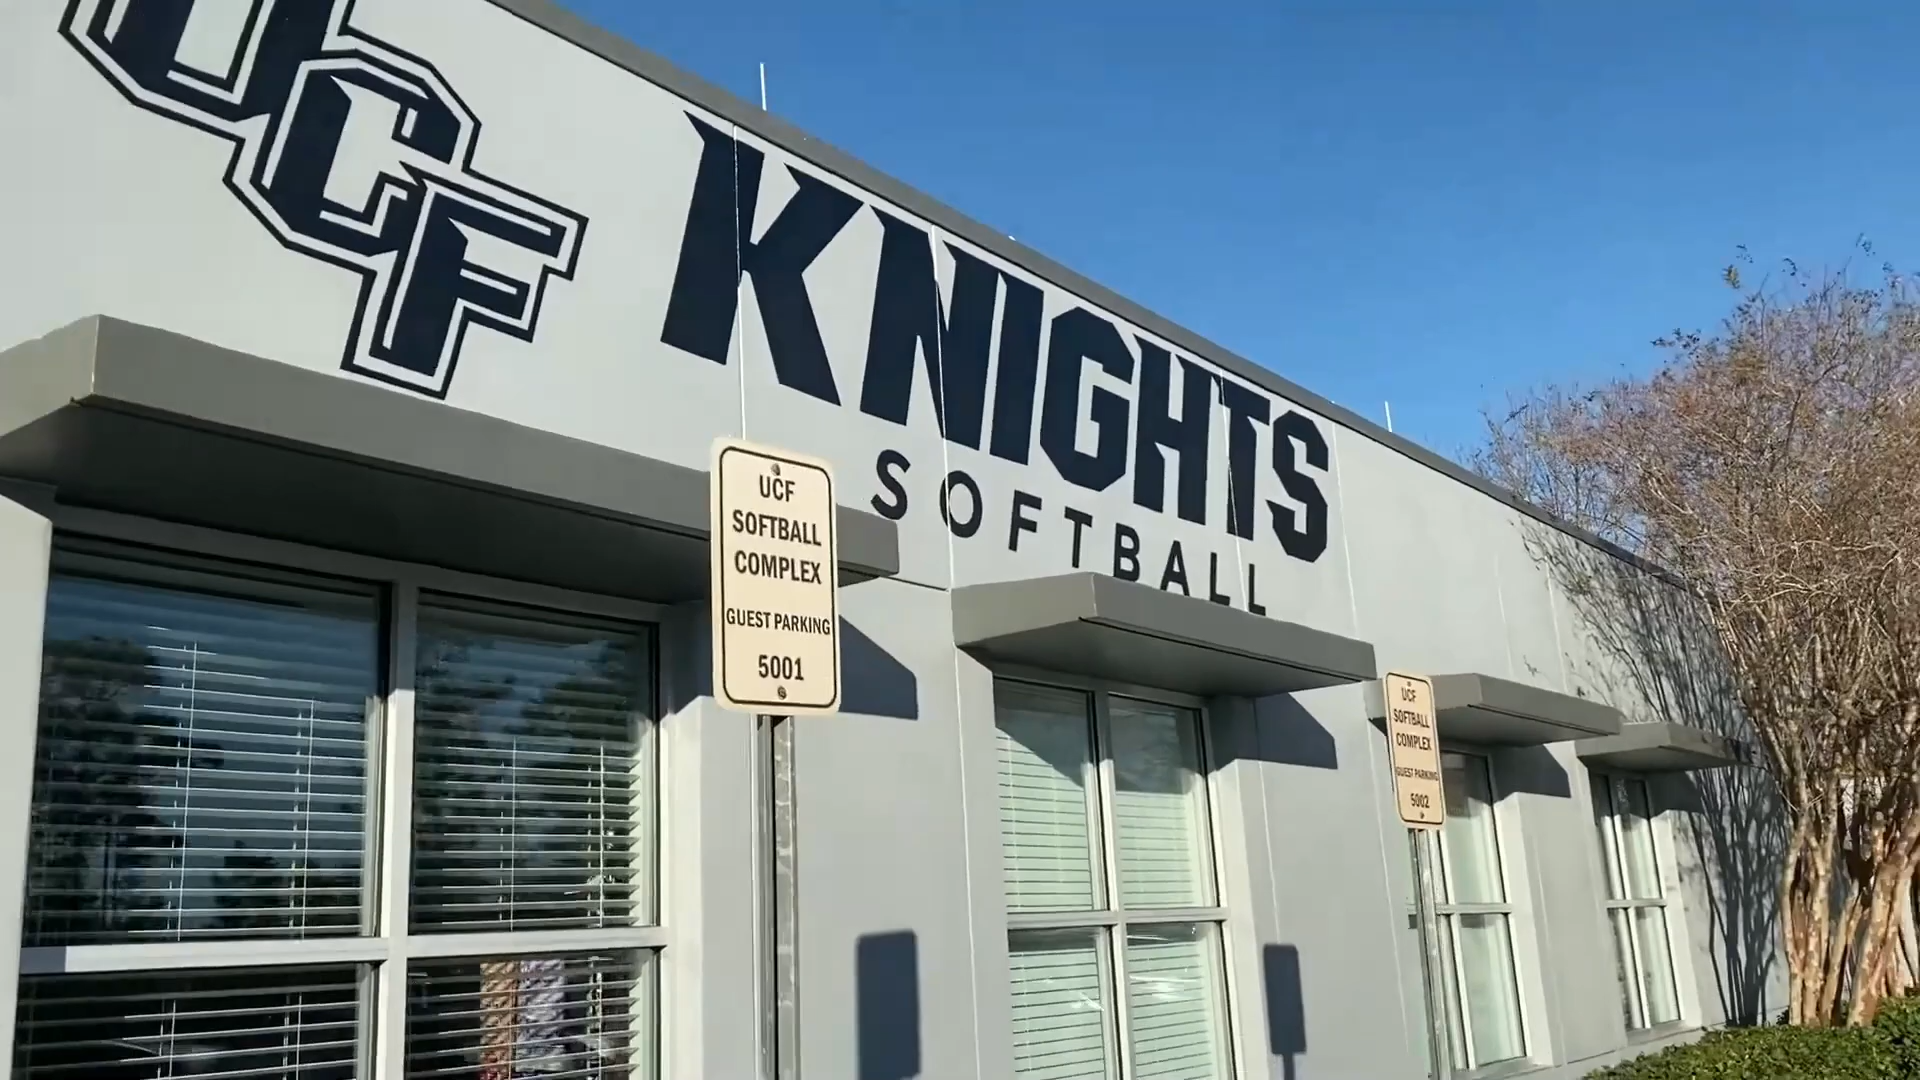 UCF
KNIGHTS
SOFTBALL
UCF
SOFTBALL
COMPLEX
GUEST PARKING
5001
UCF
SOFTBALL
COMPLEX
GUEST PARKING
5002